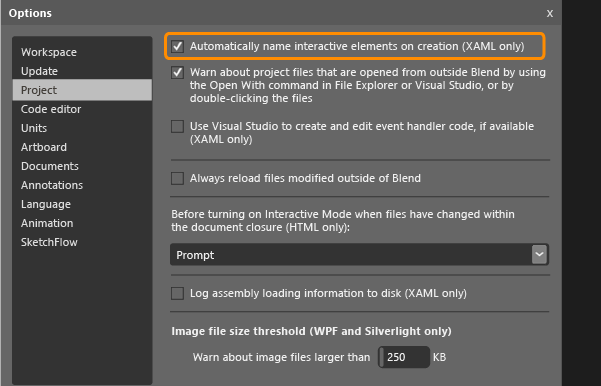 Options
x
Workspace
Update
Project
Code editor
Units
Artboard
Documents
Annotations
Language
Animation
SketchFlow
Automatically name interactive elements on creation (XAML only)
Warn about project files that are opened from outside Blend by using
the Open With command in File Explorer or Visual Studio, or by
double-clicking the files
Use Visual Studio to create and edit event handler code, if available
(XAML only)
Always reload files modified outside of Blend
Before turning on Interactive Mode when files have changed within
the document closure (HTML only):
Prompt
Log assembly loading information to disk (XAML only)
Image file size threshold (WPF and Silverlight only)
Warn about image files larger than 250 KB